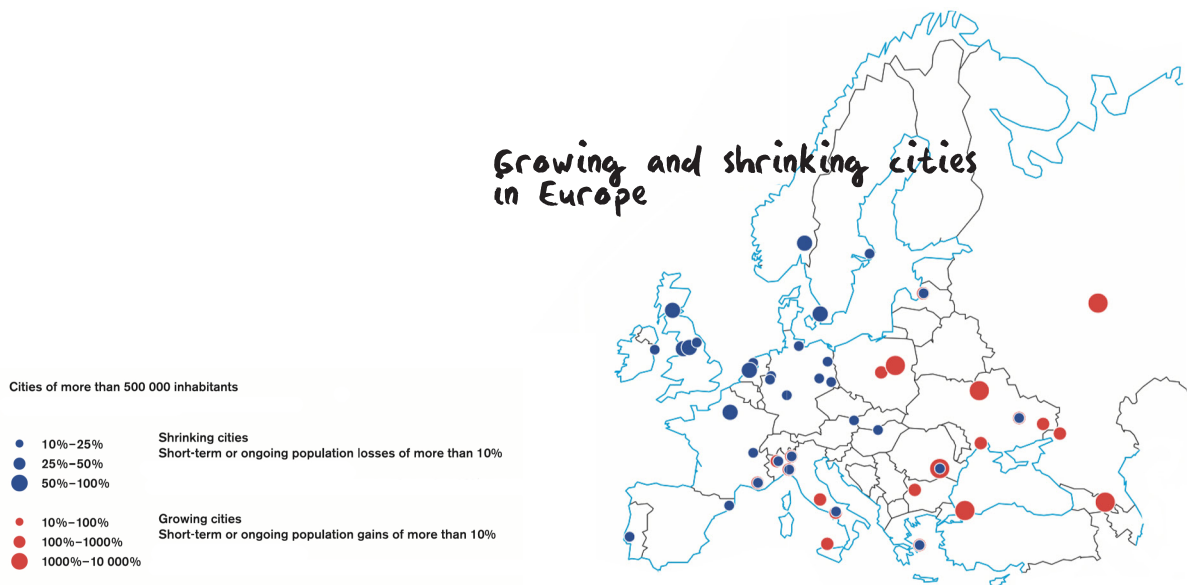 Growing and shrinking cities
in Europe
Cities of more than 500 000 inhabitants
10%–25%
25%–50%
50%–100%
Shrinking cities
Short-term or ongoing population losses of more than 10%
10%–100%
100%–1000%
1000%–10 000%
Growing cities
Short-term or ongoing population gains of more than 10%